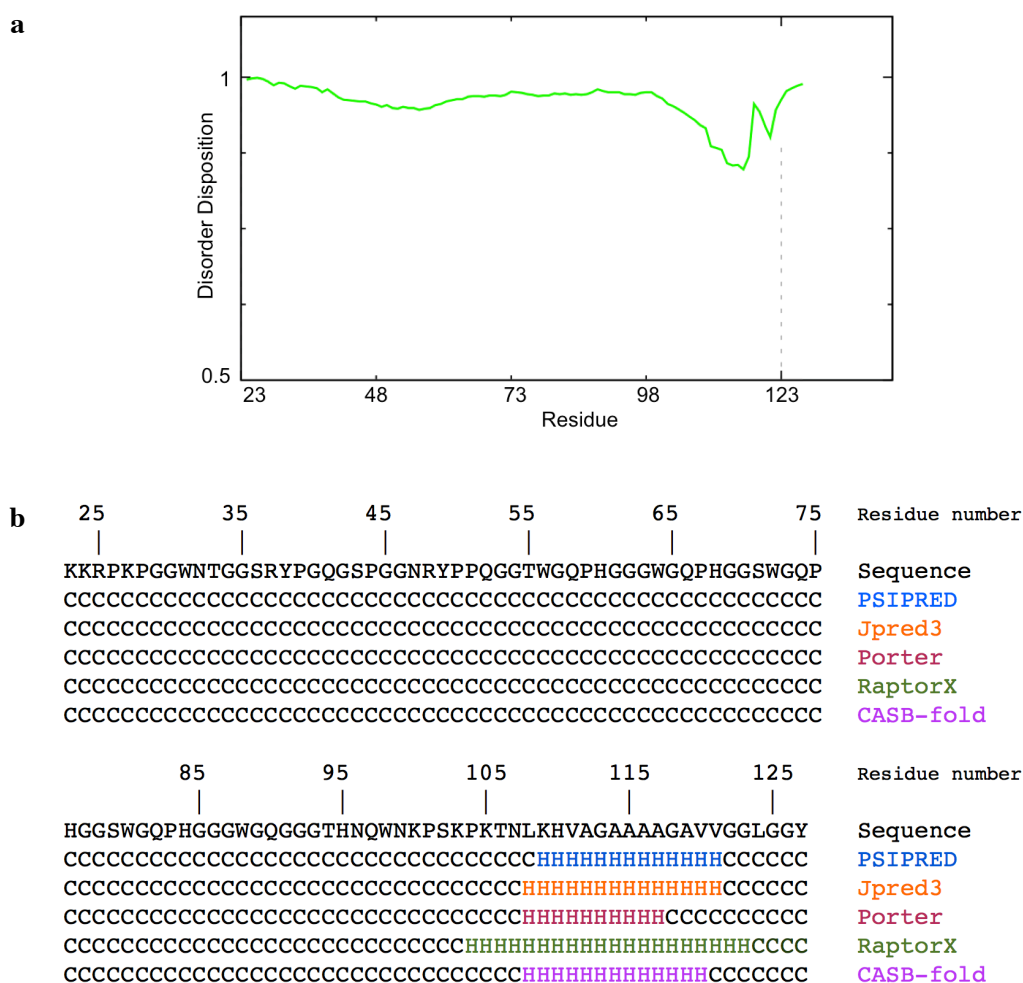 a
1
0.5
Disorder Disposition
23 48 73 98 123
Residue
b
25 35 45 55 65 75 Residue number
KKRPKPGGWNTGGSRYPGQGSPGGNRYPPQGGTWGQPHGGGWGQPHGGSWGQP Sequence
CCCCCCCCCCCCCCCCCCCCCCCCCCCCCCCCCCCCCCCCCCCCCCCCCCCCC PSIPRED
CCCCCCCCCCCCCCCCCCCCCCCCCCCCCCCCCCCCCCCCCCCCCCCCCCCCC Jpred3
CCCCCCCCCCCCCCCCCCCCCCCCCCCCCCCCCCCCCCCCCCCCCCCCCCCCC Porter
CCCCCCCCCCCCCCCCCCCCCCCCCCCCCCCCCCCCCCCCCCCCCCCCCCCCC RaptorX
CCCCCCCCCCCCCCCCCCCCCCCCCCCCCCCCCCCCCCCCCCCCCCCCCCCCC CASB-fold
85 95 105 115 125 Residue number
HGGSWGQPHGGGWGQGGGTHNQWNKPSKPKTNLKHVAGAAAAGAVVGGLGGY Sequence
CCCCCCCCCCCCCCCCCCCCCCCCCCCCCCCCCHHHHHHHHHHHHHCCCCCC PSIPRED
CCCCCCCCCCCCCCCCCCCCCCCCCCCCCCCCHHHHHHHHHHHHHHCCCCCC Jpred3
CCCCCCCCCCCCCCCCCCCCCCCCCCCCCCCCHHHHHHHHHHCCCCCCCCCC Porter
CCCCCCCCCCCCCCCCCCCCCCCCCCCCHHHHHHHHHHHHHHHHHHHHCCCC RaptorX
CCCCCCCCCCCCCCCCCCCCCCCCCCCCCCCCHHHHHHHHHHHHHCCCCCCC CASB-fold